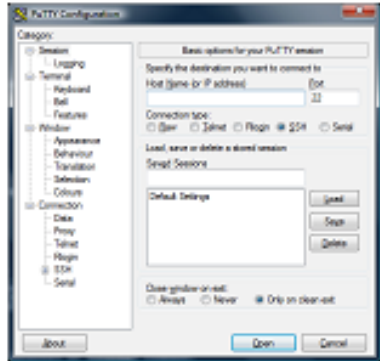 PuTTY Configuration
Category:
Session
Logging
Terminal
Keyboard
Bell
Features
Window
Appearance
Behaviour
Translation
Selection
Colours
Connection
Data
Proxy
Telnet
Rlogin
SSH
Serial
Basic options for your PuTTY session
Specify the destination you want to connect to
Host Name (or IP address) Port
22
Connection type:
Raw Telnet Rlogin SSH Serial
Load, save or delete a stored session
Saved Sessions
Default Settings
Load
Save
Delete
Close window on exit:
Always Never Only on clean exit
About Open Cancel